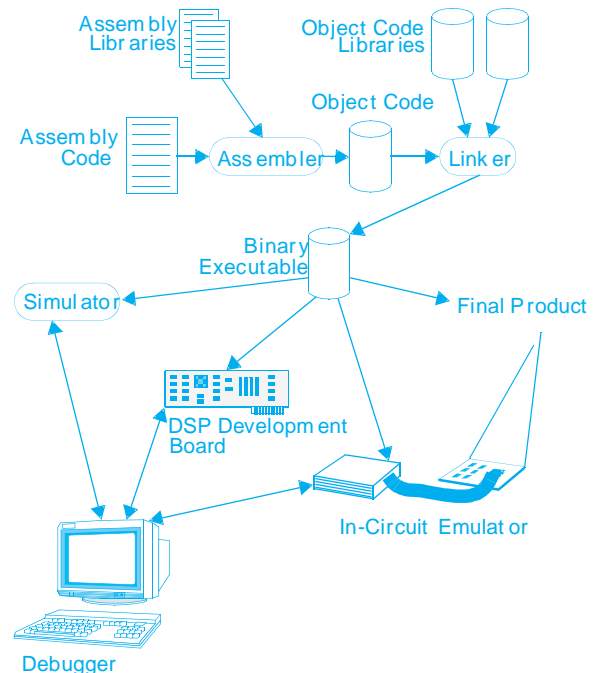 Assembly
Libraries
Object Code
Libraries
Object Code
Assembly
Code
Assembler
Linker
Binary
Executable
Simulator
Final Product
DSP Development
Board
In-Circuit Emulator
Debugger